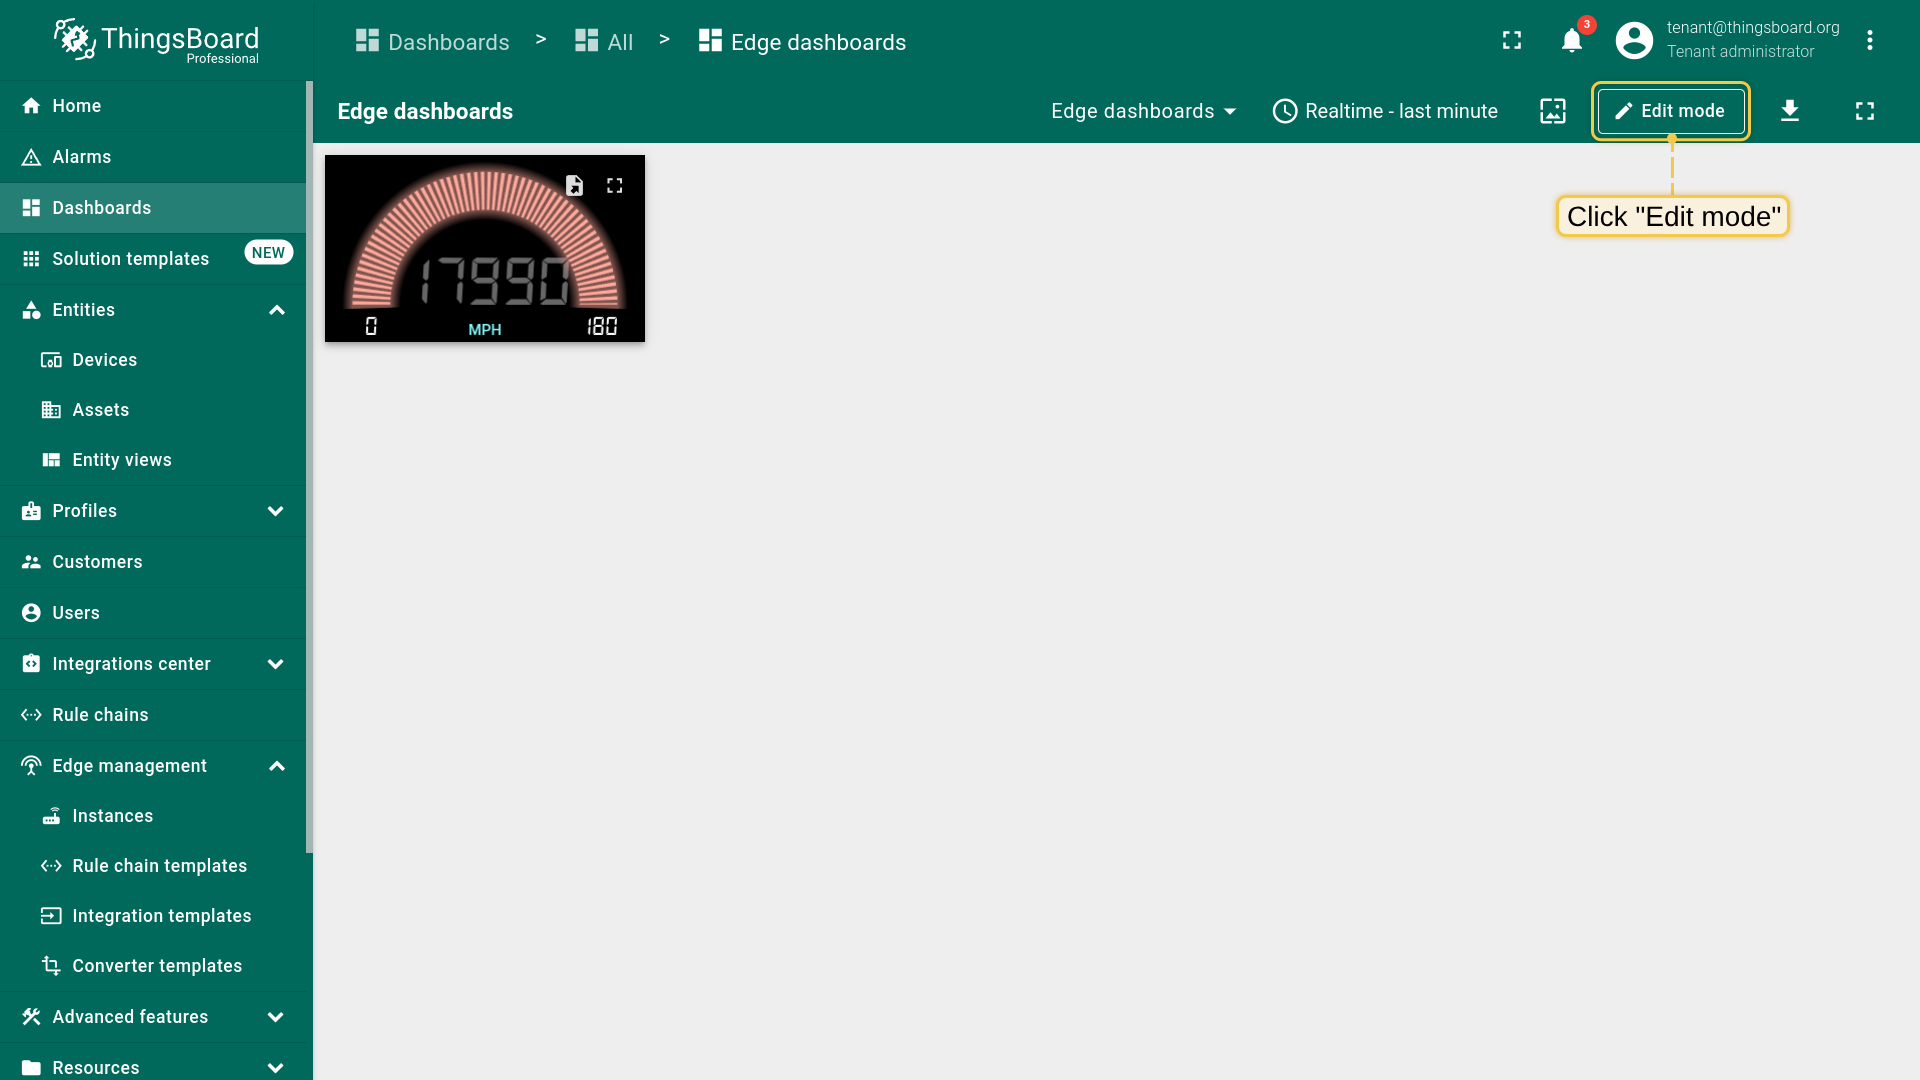 ThingsBoard
Professional
Dashboards > All > Edge dashboards
3
tenant@thingsboard.org
Tenant administrator
Edge dashboards
Edge dashboards
Realtime - last minute
Edit mode
Click "Edit mode"
17990
0
MPH
180
Home
Alarms
Dashboards
Solution templates
NEW
Entities
Devices
Assets
Entity views
Profiles
Customers
Users
Integrations center
Rule chains
Edge management
Instances
Rule chain templates
Integration templates
Converter templates
Advanced features
Resources